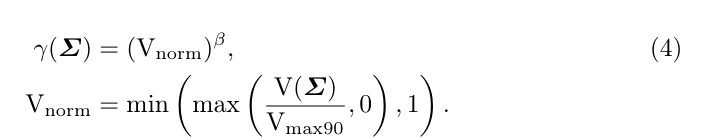 γ(Σ) = (V_norm)^β, (4)
V_norm = min(max(V(Σ)/V_max90, 0), 1).